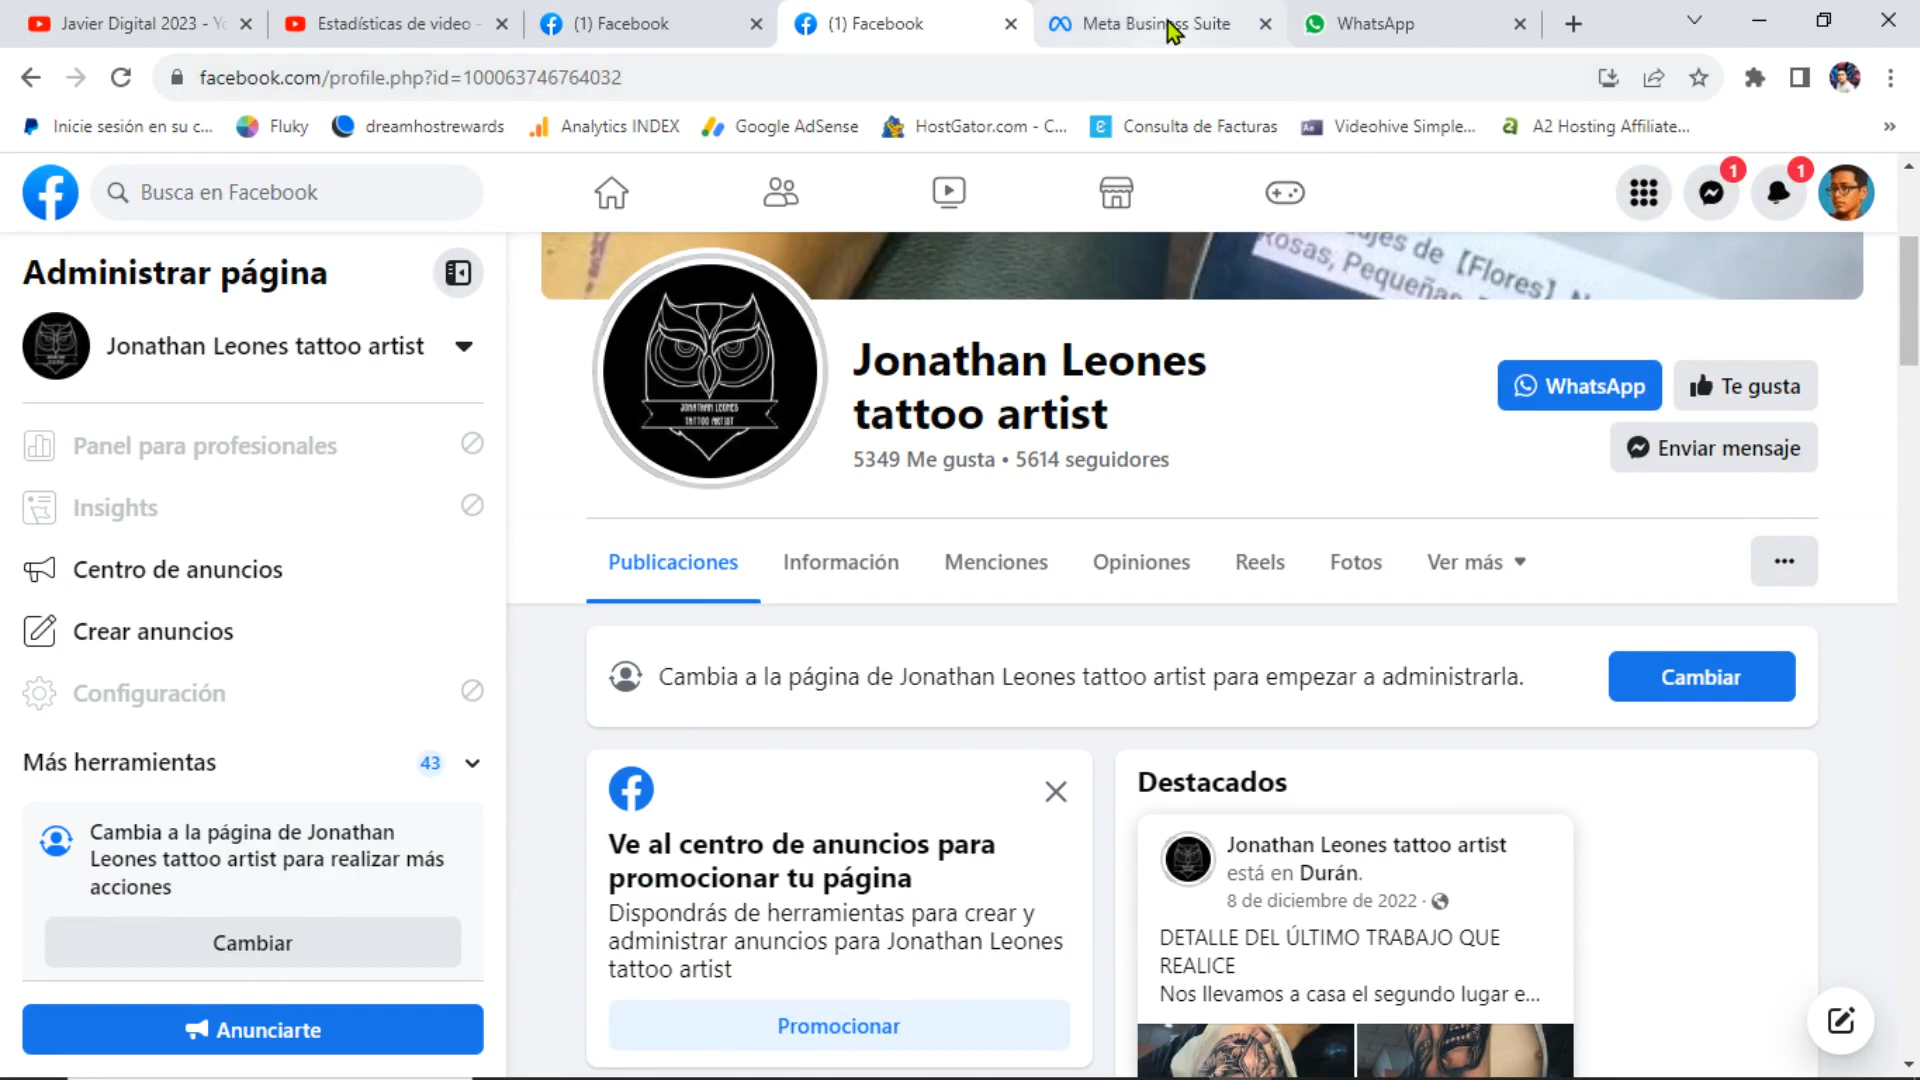 Javier Digital 2023 - Yo
Estadísticas de video -
(1) Facebook
(1) Facebook
Meta Business Suite
WhatsApp
facebook.com/profile.php?id=100063746764032
Inicie sesión en su c...
Fluky
dreamhostrewards
Analytics INDEX
Google AdSense
HostGator.com - C...
Consulta de Facturas
Videohive Simple...
A2 Hosting Affiliate...
»
Busca en Facebook
1
1
Administrar página
Jonathan Leones tattoo artist
Panel para profesionales
Insights
Centro de anuncios
Crear anuncios
Configuración
Más herramientas
43
Cambia a la página de Jonathan
Leones tattoo artist para realizar más
acciones
Cambiar
Anunciarte
ajes de [Flores]
Rosas, Pequeñas
JONATHAN LEONES
TATTOO ARTIST
Jonathan Leones
tattoo artist
5349 Me gusta • 5614 seguidores
WhatsApp
Te gusta
Enviar mensaje
Publicaciones
Información
Menciones
Opiniones
Reels
Fotos
Ver más
Cambia a la página de Jonathan Leones tattoo artist para empezar a administrarla.
Cambiar
Ve al centro de anuncios para
promocionar tu página
Dispondrás de herramientas para crear y
administrar anuncios para Jonathan Leones
tattoo artist
Promocionar
Destacados
Jonathan Leones tattoo artist
está en Durán.
8 de diciembre de 2022 ·
DETALLE DEL ÚLTIMO TRABAJO QUE
REALICE
Nos llevamos a casa el segundo lugar e...